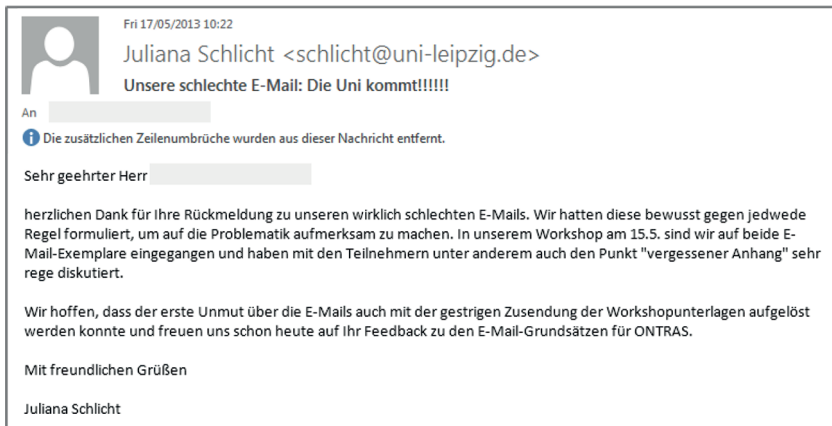 Fri 17/05/2013 10:22
Juliana Schlicht <schlicht@uni-leipzig.de>
Unsere schlechte E-Mail: Die Uni kommt!!!!!!
An
Die zusätzlichen Zeilenumbrüche wurden aus dieser Nachricht entfernt.
Sehr geehrter Herr
herzlichen Dank für Ihre Rückmeldung zu unseren wirklich schlechten E-Mails. Wir hatten diese bewusst gegen jedwede
Regel formuliert, um auf die Problematik aufmerksam zu machen. In unserem Workshop am 15.5. sind wir auf beide E-
Mail-Exemplare eingegangen und haben mit den Teilnehmern unter anderem auch den Punkt "vergessener Anhang" sehr
rege diskutiert.
Wir hoffen, dass der erste Unmut über die E-Mails auch mit der gestrigen Zusendung der Workshopunterlagen aufgelöst
werden konnte und freuen uns schon heute auf Ihr Feedback zu den E-Mail-Grundsätzen für ONTRAS.
Mit freundlichen Grüßen
Juliana Schlicht